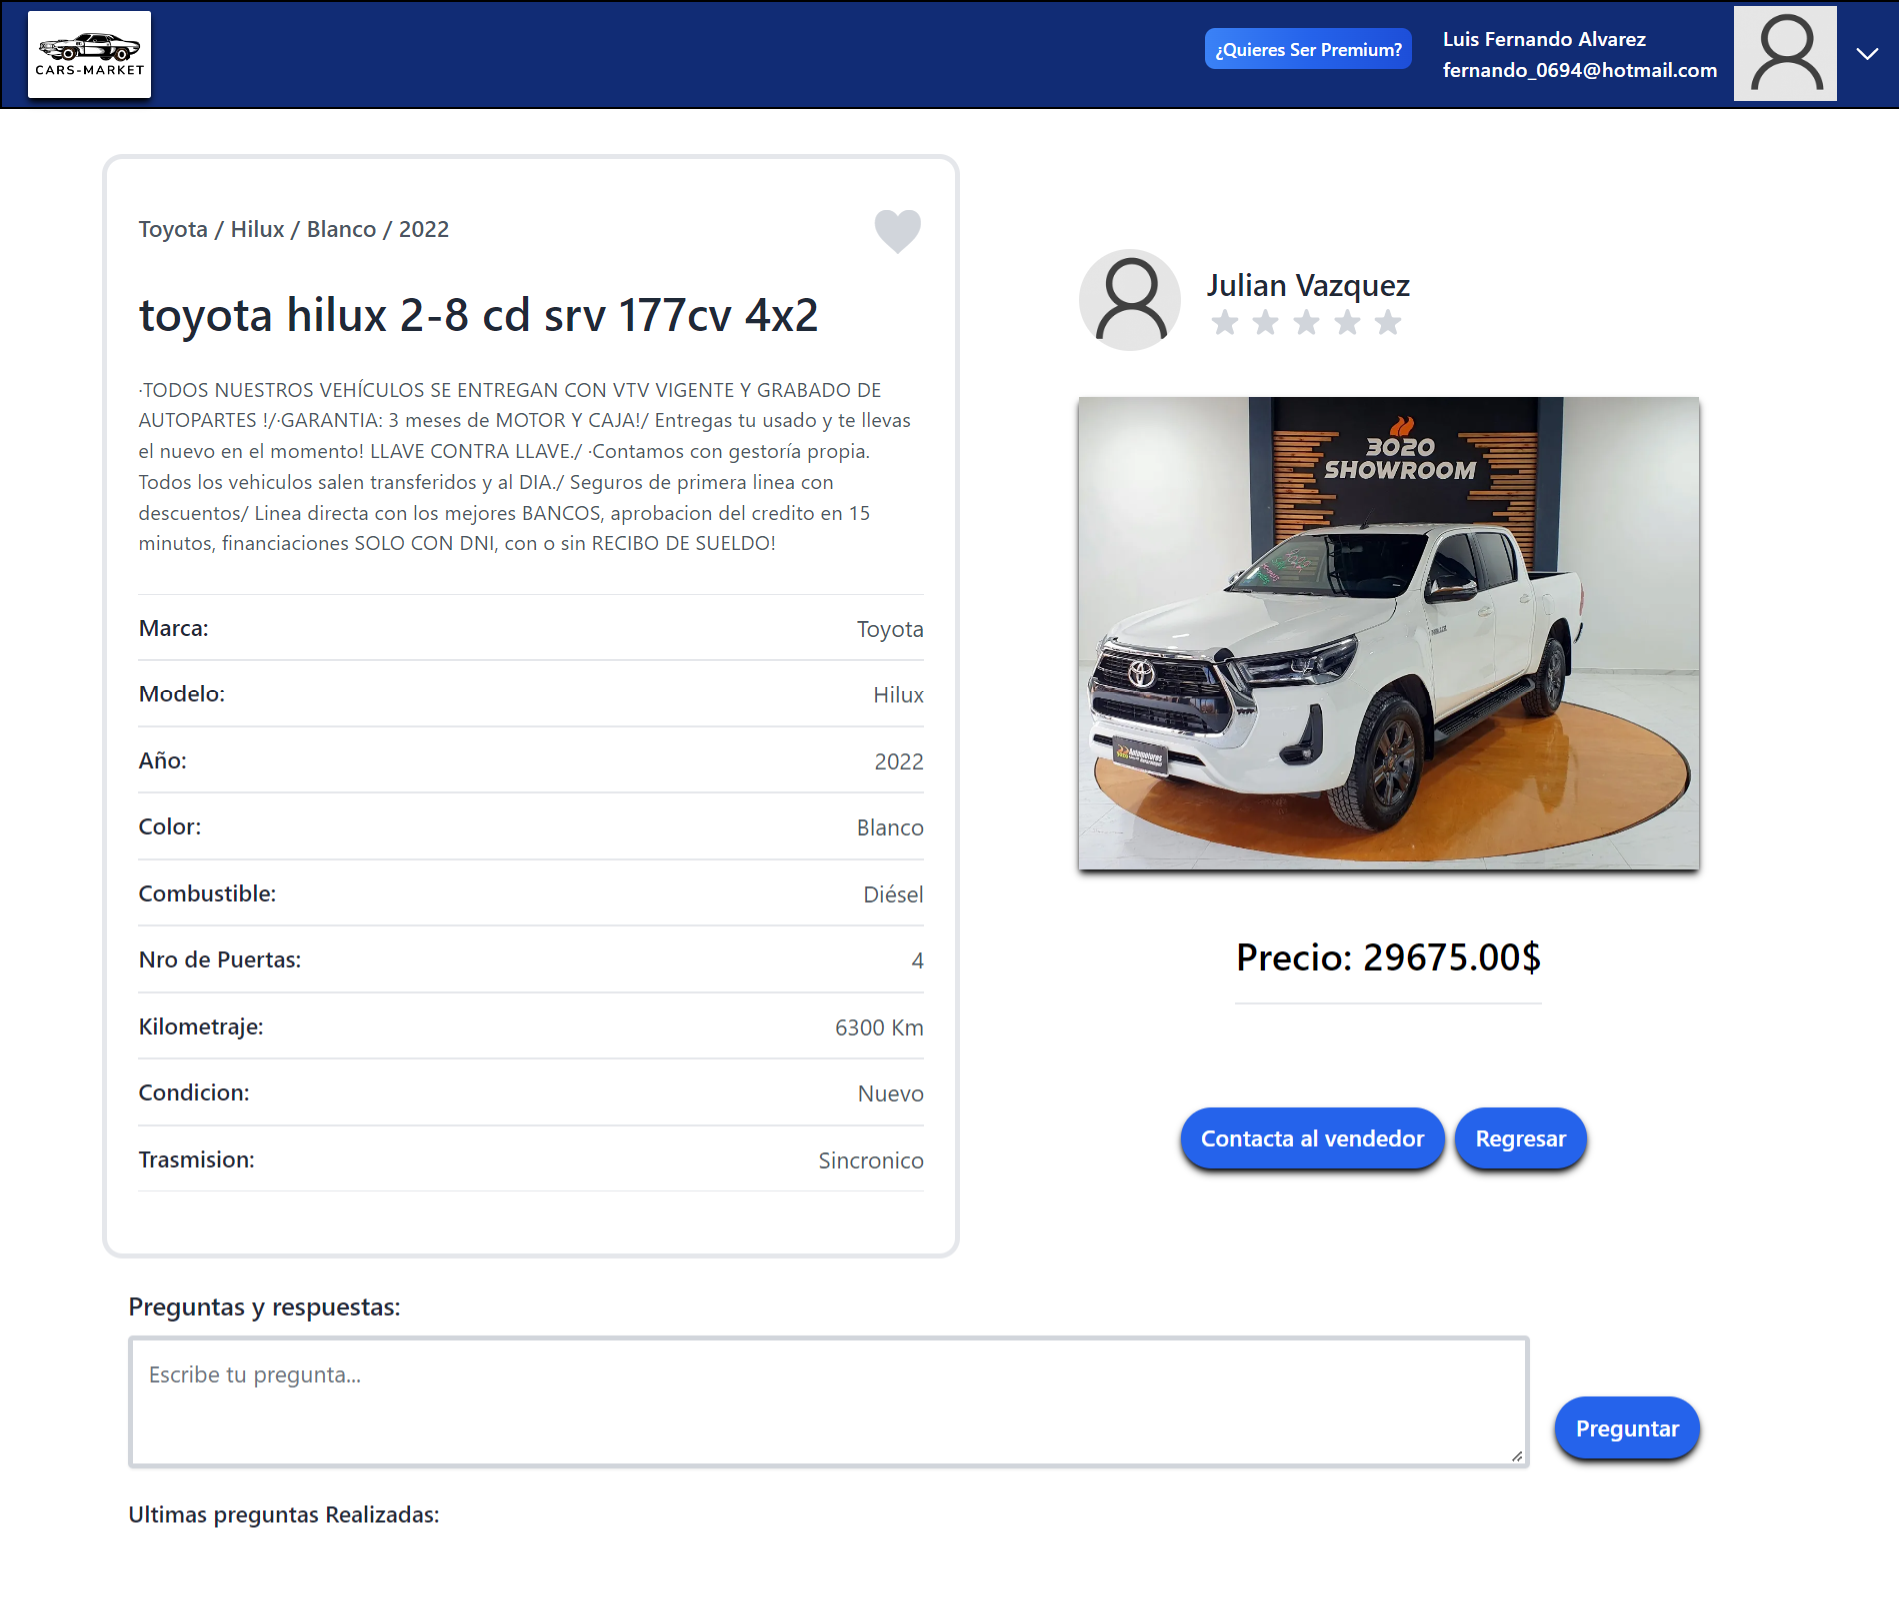 CARS-MARKET
¿Quieres Ser Premium?
Luis Fernando Alvarez
fernando_0694@hotmail.com
Toyota / Hilux / Blanco / 2022
toyota hilux 2-8 cd srv 177cv 4x2
·TODOS NUESTROS VEHÍCULOS SE ENTREGAN CON VTV VIGENTE Y GRABADO DE
AUTOPARTES !/·GARANTIA: 3 meses de MOTOR Y CAJA!/ Entregas tu usado y te llevas
el nuevo en el momento! LLAVE CONTRA LLAVE./ ·Contamos con gestoría propia.
Todos los vehiculos salen transferidos y al DIA./ Seguros de primera linea con
descuentos/ Linea directa con los mejores BANCOS, aprobacion del credito en 15
minutos, financiaciones SOLO CON DNI, con o sin RECIBO DE SUELDO!
Marca: Toyota
Modelo: Hilux
Año: 2022
Color: Blanco
Combustible: Diésel
Nro de Puertas: 4
Kilometraje: 6300 Km
Condicion: Nuevo
Trasmision: Sincronico
Julian Vazquez
3020
SHOWROOM
Automotores
Precio: 29675.00$
Contacta al vendedor
Regresar
Preguntas y respuestas:
Escribe tu pregunta...
Preguntar
Ultimas preguntas Realizadas: